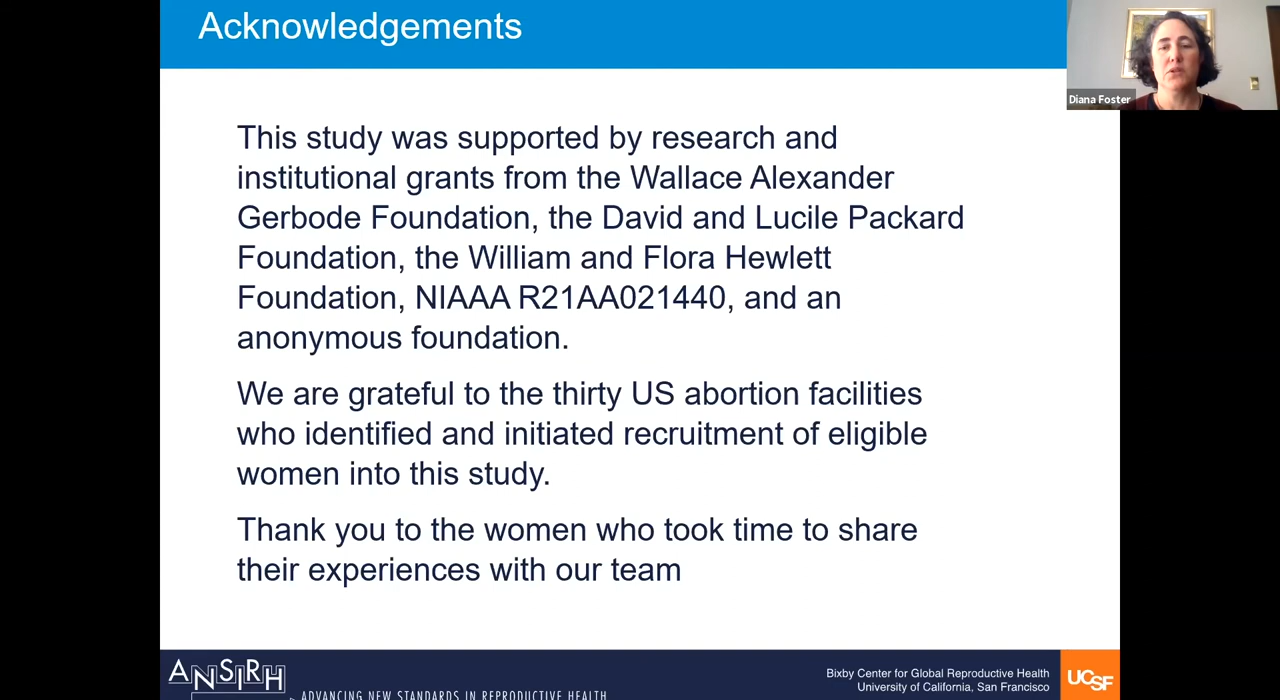 Acknowledgements
Diana Foster
This study was supported by research and
institutional grants from the Wallace Alexander
Gerbode Foundation, the David and Lucile Packard
Foundation, the William and Flora Hewlett
Foundation, NIAAA R21AA021440, and an
anonymous foundation.
We are grateful to the thirty US abortion facilities
who identified and initiated recruitment of eligible
women into this study.
Thank you to the women who took time to share
their experiences with our team
ANSIRH
ADVANCING NEW STANDARDS IN REPRODUCTIVE HEALTH
Bixby Center for Global Reproductive Health
University of California, San Francisco
UCSF